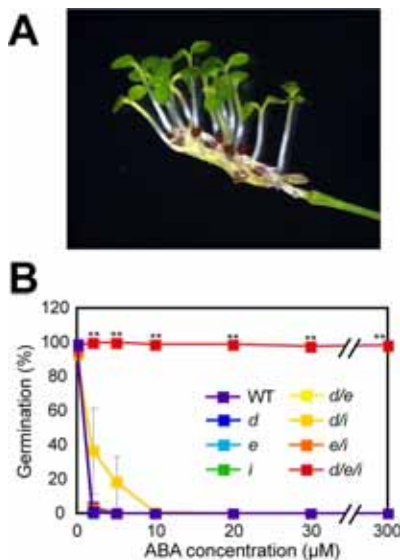 A
B
120
100
80
60
40
20
0
Germination (%)
** ** ** ** ** **
WT
d
e
i
d/e
d/i
e/i
d/e/i
0 10 20 30 300
ABA concentration (µM)